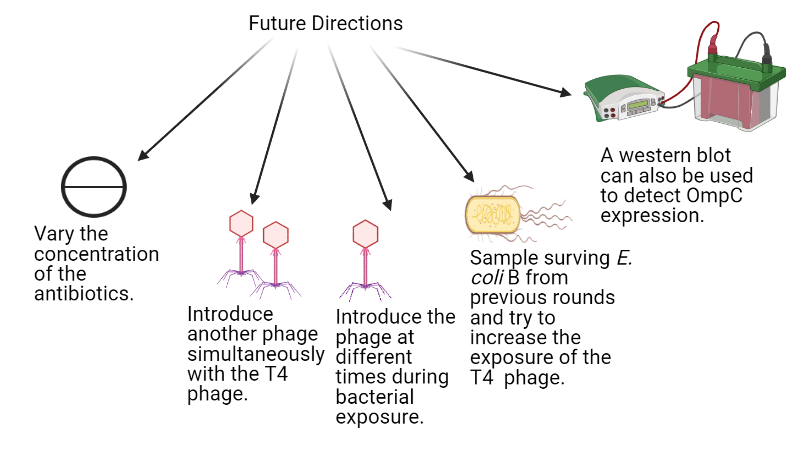 Future Directions
Vary the
concentration
of the
antibiotics.
Introduce
another phage
simultaneously
with the T4
phage.
Introduce the
phage at
different
times during
bacterial
exposure.
Sample surving E.
coli B from
previous rounds
and try to
increase the
exposure of the
T4 phage.
A western blot
can also be used
to detect OmpC
expression.